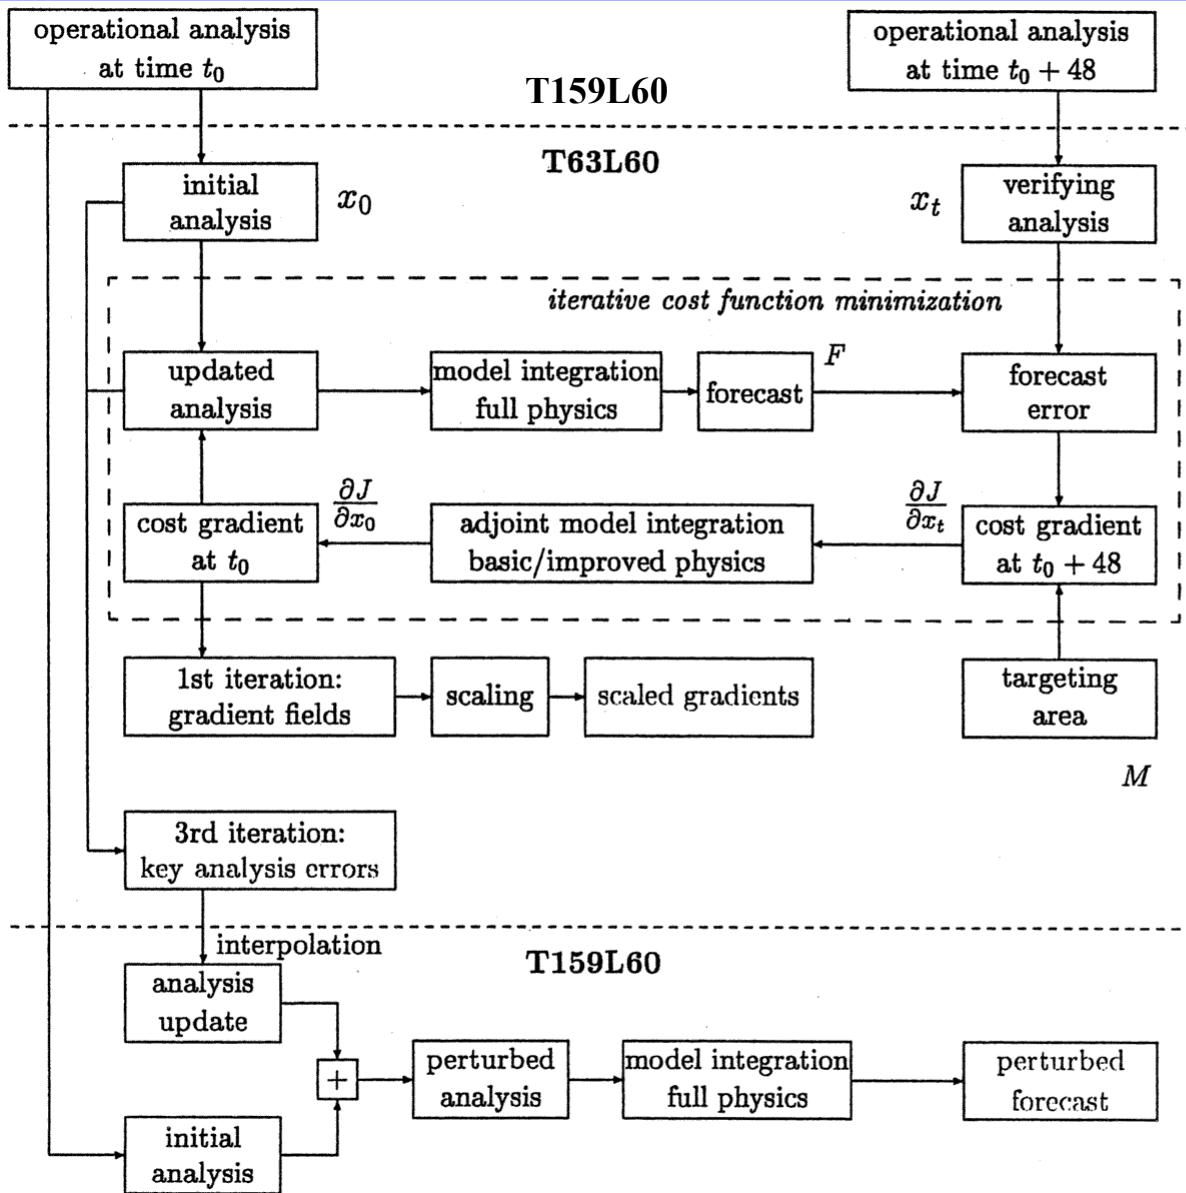 operational analysis
at time t₀
operational analysis
at time t₀ + 48
T159L60
T63L60
initial
analysis
x₀
xₜ
verifying
analysis
iterative cost function minimization
updated
analysis
model integration
full physics
forecast
F
forecast
error
cost gradient
at t₀
∂J
∂x₀
adjoint model integration
basic/improved physics
∂J
∂xₜ
cost gradient
at t₀ + 48
1st iteration:
gradient fields
scaling
scaled gradients
targeting
area
M
3rd iteration:
key analysis errors
interpolation
T159L60
analysis
update
+
perturbed
analysis
model integration
full physics
perturbed
forecast
initial
analysis